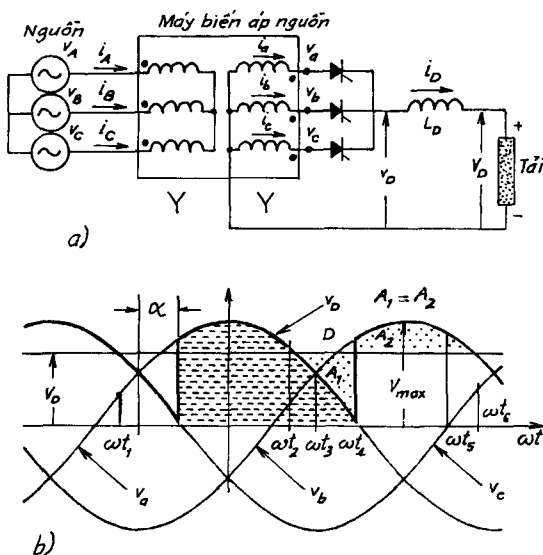 Nguồn
Máy biến áp nguồn
v_A
i_A
i_a
v_a
v_B
i_B
i_b
v_b
i_D
v_C
i_C
i_c
v_c
L_D
v_D
V_D
+
Tải
−
Y
Y
a)
α
v_D
D
A_1 = A_2
A_2
A_1
V_D
V_max
ωt_1
ωt_2
ωt_3
ωt_4
ωt_5
ωt_6
ωt
v_a
v_b
v_c
b)